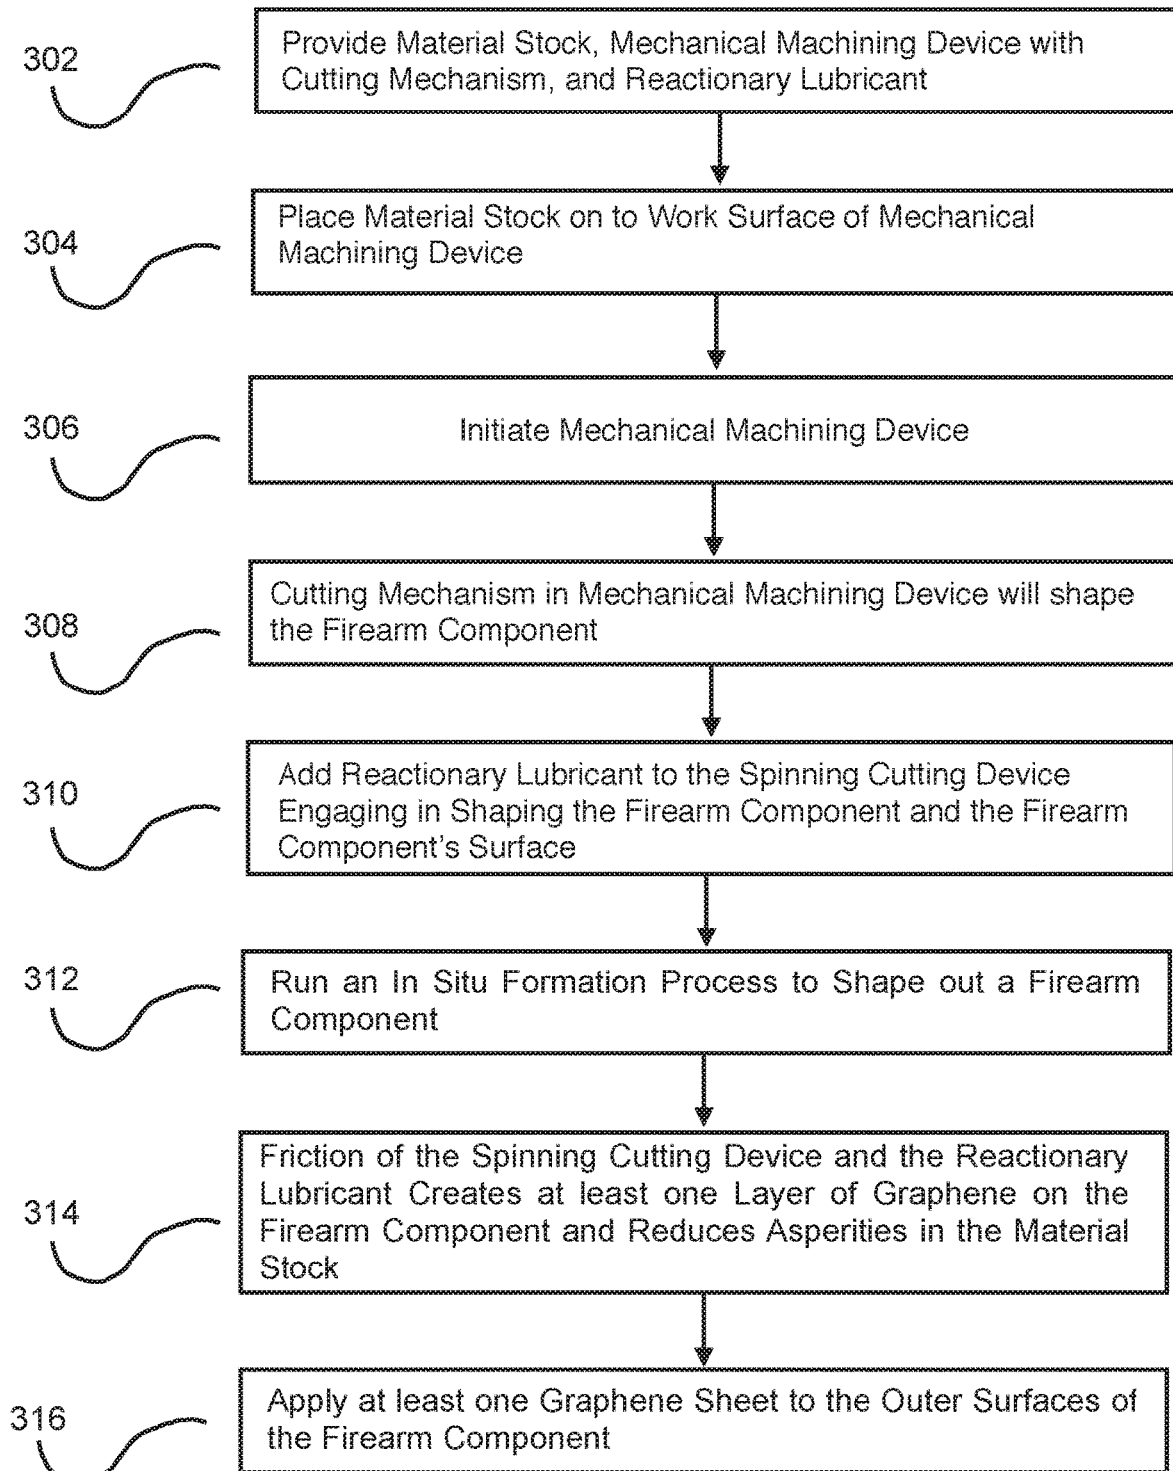 302
Provide Material Stock, Mechanical Machining Device with
Cutting Mechanism, and Reactionary Lubricant
304
Place Material Stock on to Work Surface of Mechanical
Machining Device
306
Initiate Mechanical Machining Device
308
Cutting Mechanism in Mechanical Machining Device will shape
the Firearm Component
310
Add Reactionary Lubricant to the Spinning Cutting Device
Engaging in Shaping the Firearm Component and the Firearm
Component's Surface
312
Run an In Situ Formation Process to Shape out a Firearm
Component
314
Friction of the Spinning Cutting Device and the Reactionary
Lubricant Creates at least one Layer of Graphene on the
Firearm Component and Reduces Asperities in the Material
Stock
316
Apply at least one Graphene Sheet to the Outer Surfaces of
the Firearm Component